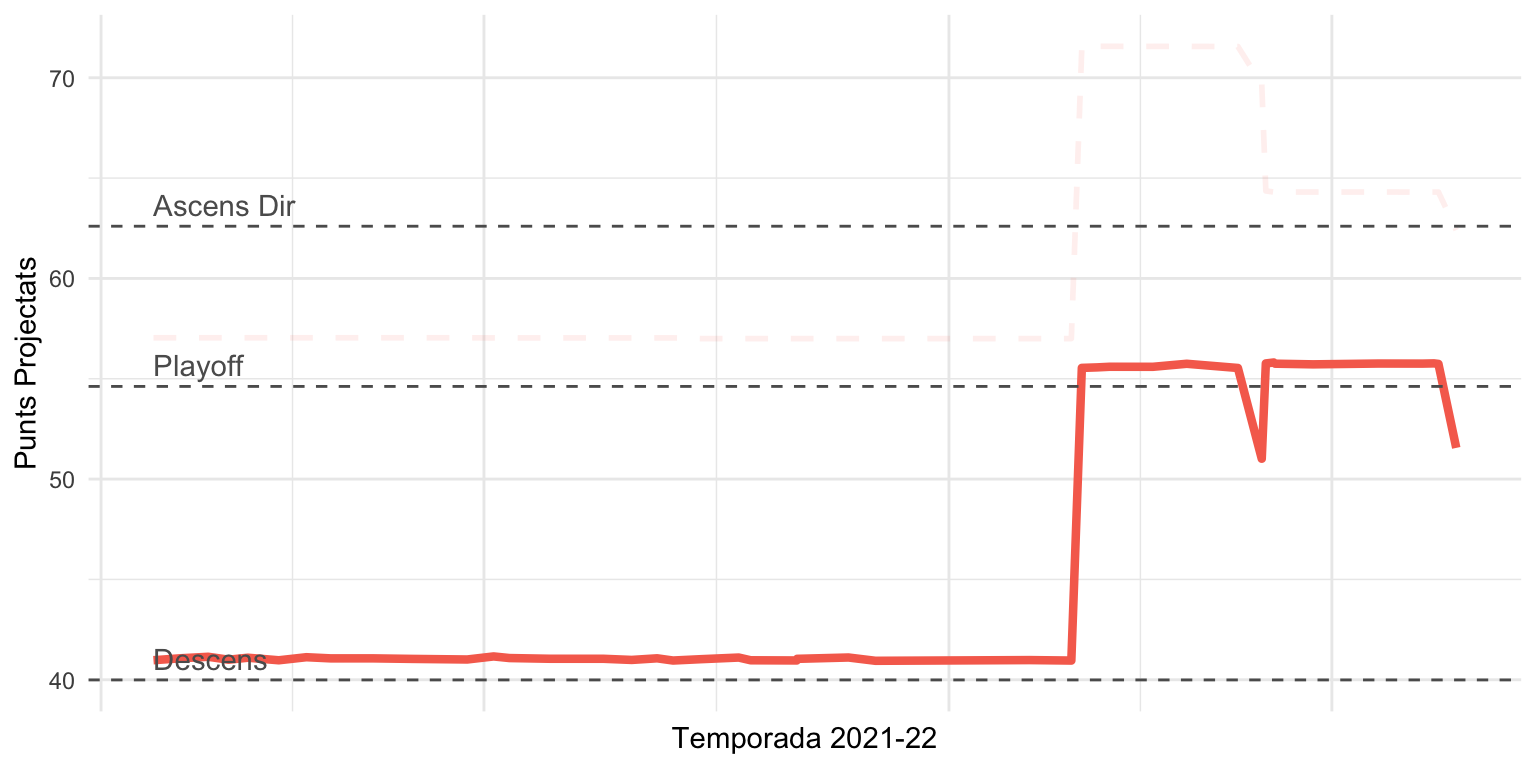 70
Ascens Dir
60
Playoff
50
Descens
40
Punts Projectats
Temporada 2021-22